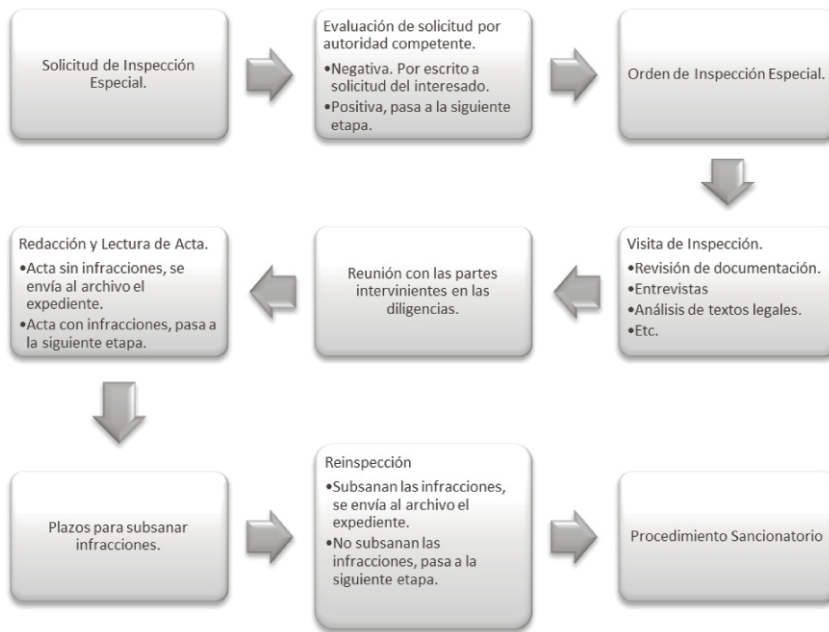 Solicitud de Inspección
Especial.
Evaluación de solicitud por
autoridad competente.
•Negativa. Por escrito a
solicitud del interesado.
•Positiva, pasa a la siguiente
etapa.
Orden de Inspección Especial.
Visita de Inspección.
•Revisión de documentación.
•Entrevistas
•Análisis de textos legales.
•Etc.
Reunión con las partes
intervinientes en las
diligencias.
Redacción y Lectura de Acta.
•Acta sin infracciones, se
envía al archivo el
expediente.
•Acta con infracciones, pasa a
la siguiente etapa.
Plazos para subsanar
infracciones.
Reinspección
•Subsanan las infracciones,
se envía al archivo el
expediente.
•No subsanan las
infracciones, pasa a la
siguiente etapa.
Procedimiento Sancionatorio